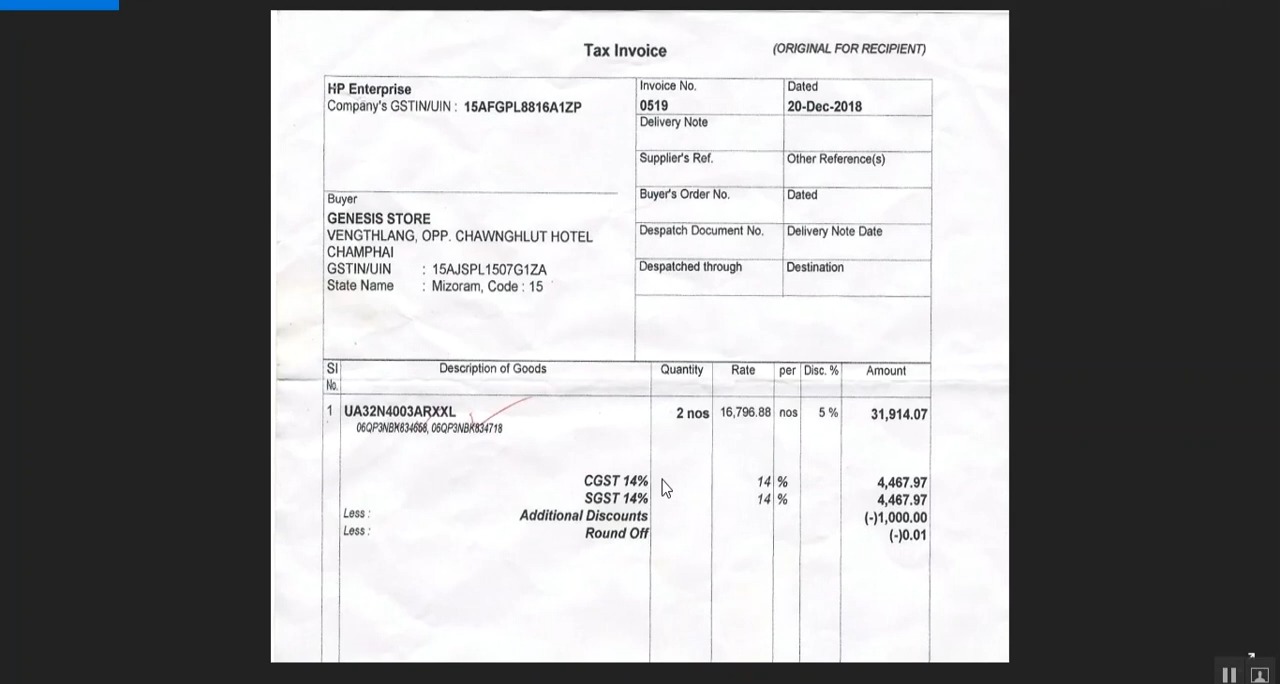 Tax Invoice
(ORIGINAL FOR RECIPIENT)
HP Enterprise
Company's GSTIN/UIN : 15AFGPL8816A1ZP
Invoice No.
0519
Dated
20-Dec-2018
Delivery Note
Supplier's Ref.
Other Reference(s)
Buyer's Order No.
Dated
Despatch Document No.
Delivery Note Date
Despatched through
Destination
Buyer
GENESIS STORE
VENGTHLANG, OPP. CHAWNGHLUT HOTEL
CHAMPHAI
GSTIN/UIN : 15AJSPL1507G1ZA
State Name : Mizoram, Code : 15
Sl No. Description of Goods Quantity Rate per Disc. % Amount
1 UA32N4003ARXXL 2 nos 16,796.88 nos 5 % 31,914.07
06QP3NBK834718
CGST 14% 14 % 4,467.97
SGST 14% 14 % 4,467.97
Less : Additional Discounts (-)1,000.00
Less : Round Off (-)0.01